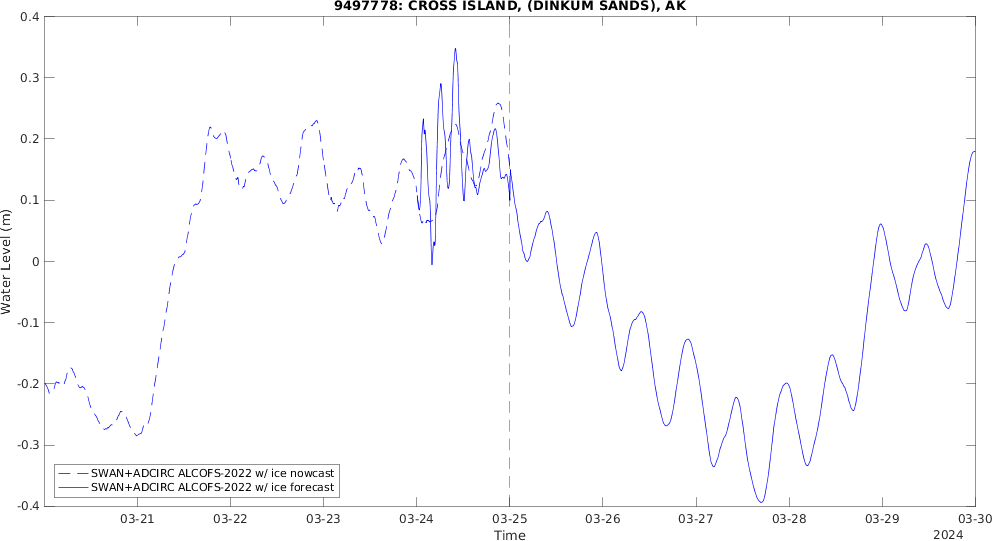 9497778: CROSS ISLAND, (DINKUM SANDS), AK
0.4
0.3
0.2
0.1
0
-0.1
-0.2
-0.3
-0.4
Water Level (m)
SWAN+ADCIRC ALCOFS-2022 w/ ice nowcast
SWAN+ADCIRC ALCOFS-2022 w/ ice forecast
03-21 03-22 03-23 03-24 03-25 03-26 03-27 03-28 03-29 03-30
Time
2024